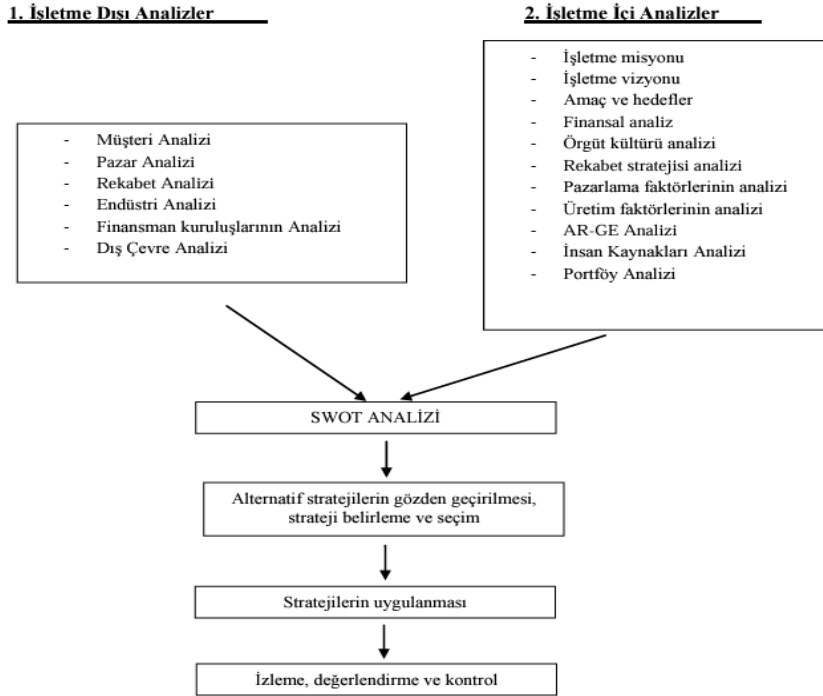 1. İşletme Dışı Analizler
- Müşteri Analizi
- Pazar Analizi
- Rekabet Analizi
- Endüstri Analizi
- Finansman kuruluşlarının Analizi
- Dış Çevre Analizi
2. İşletme İçi Analizler
- İşletme misyonu
- İşletme vizyonu
- Amaç ve hedefler
- Finansal analiz
- Örgüt kültürü analizi
- Rekabet stratejisi analizi
- Pazarlama faktörlerinin analizi
- Üretim faktörlerinin analizi
- AR-GE Analizi
- İnsan Kaynakları Analizi
- Portföy Analizi
SWOT ANALİZİ
Alternatif stratejilerin gözden geçirilmesi,
strateji belirleme ve seçim
Stratejilerin uygulanması
İzleme, değerlendirme ve kontrol